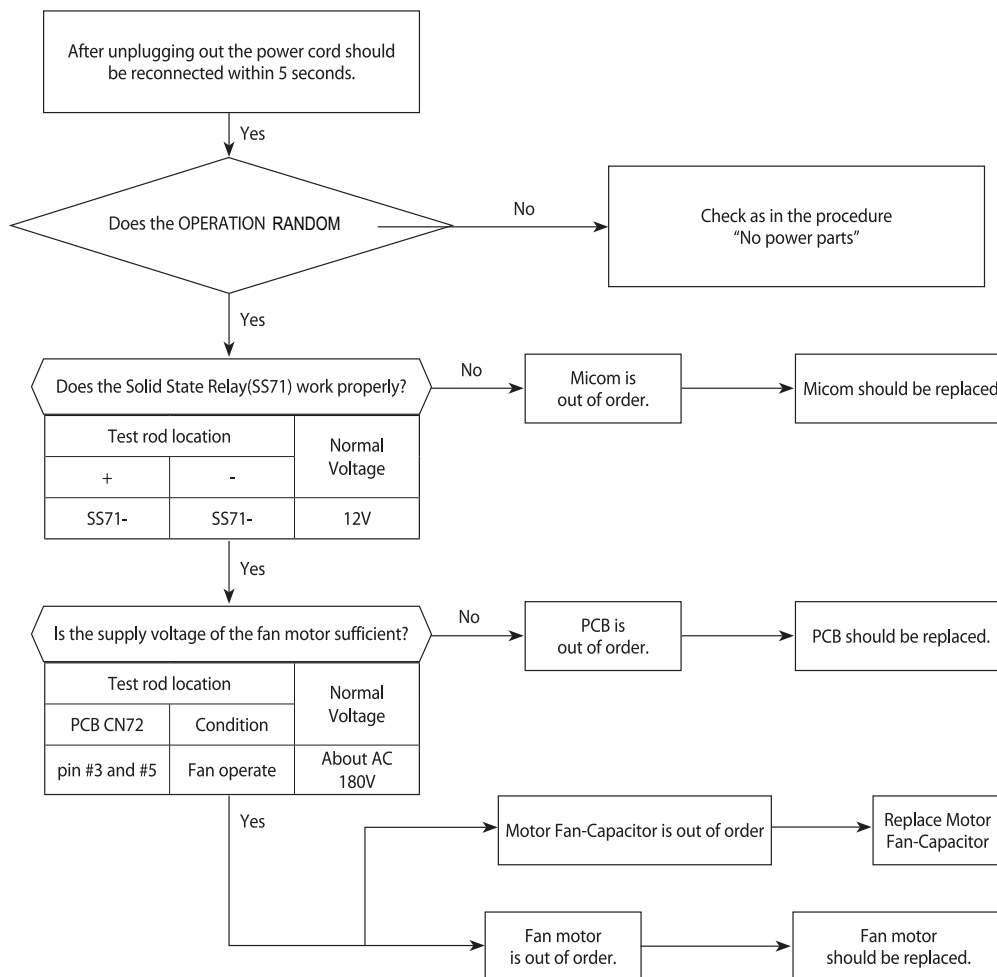 After unplugging out the power cord should
be reconnected within 5 seconds.
Yes
Does the OPERATION RANDOM
No
Check as in the procedure
“No power parts”
Yes
Does the Solid State Relay(SS71) work properly?
No
Micom is
out of order.
Micom should be replaced
Test rod location
Normal
Voltage
+
-
SS71-
SS71-
12V
Yes
Is the supply voltage of the fan motor sufficient?
No
PCB is
out of order.
PCB should be replaced.
Test rod location
Normal
Voltage
PCB CN72
Condition
pin #3 and #5
Fan operate
About AC
180V
Yes
Motor Fan-Capacitor is out of order
Replace Motor
Fan-Capacitor
Fan motor
is out of order.
Fan motor
should be replaced.